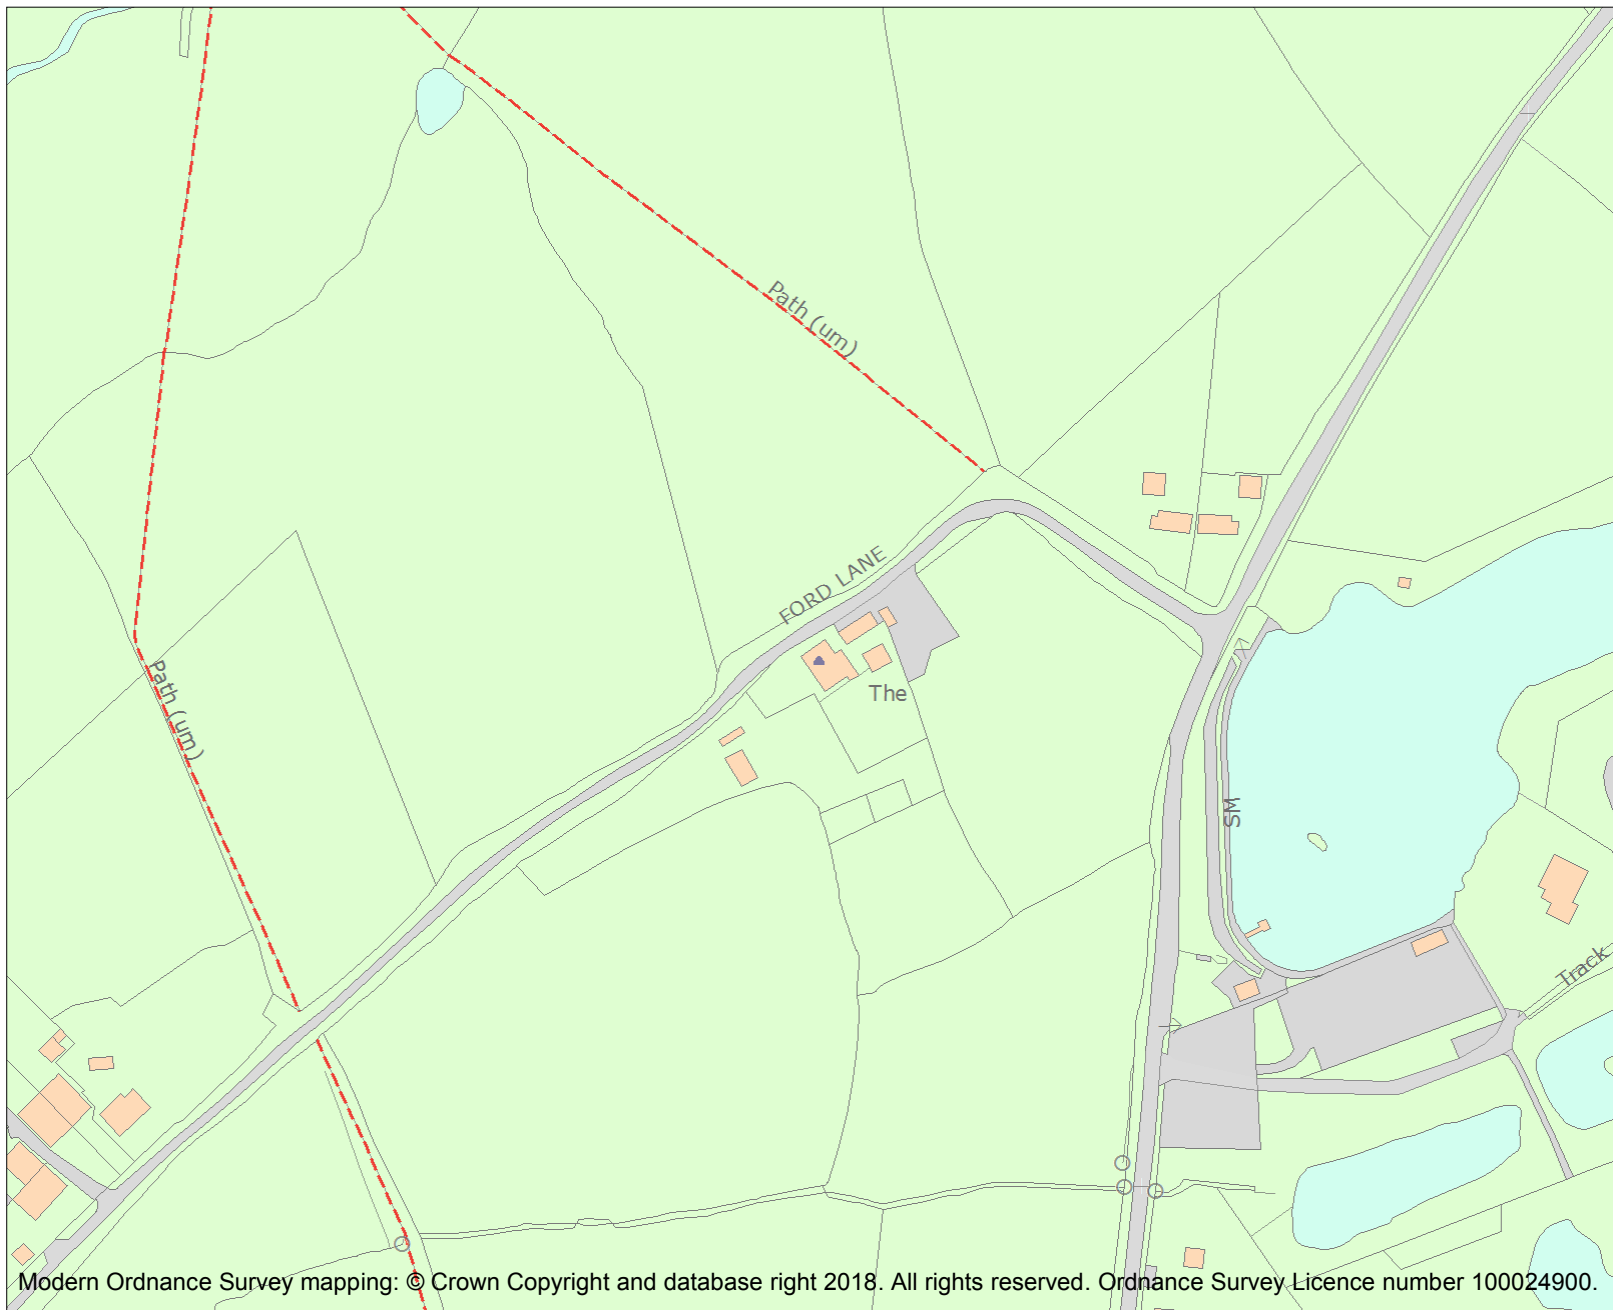 Path (um)
FORD LANE
Path (um)
The
SM
Track
Modern Ordnance Survey mapping: © Crown Copyright and database right 2018. All rights reserved. Ordnance Survey Licence number 100024900.